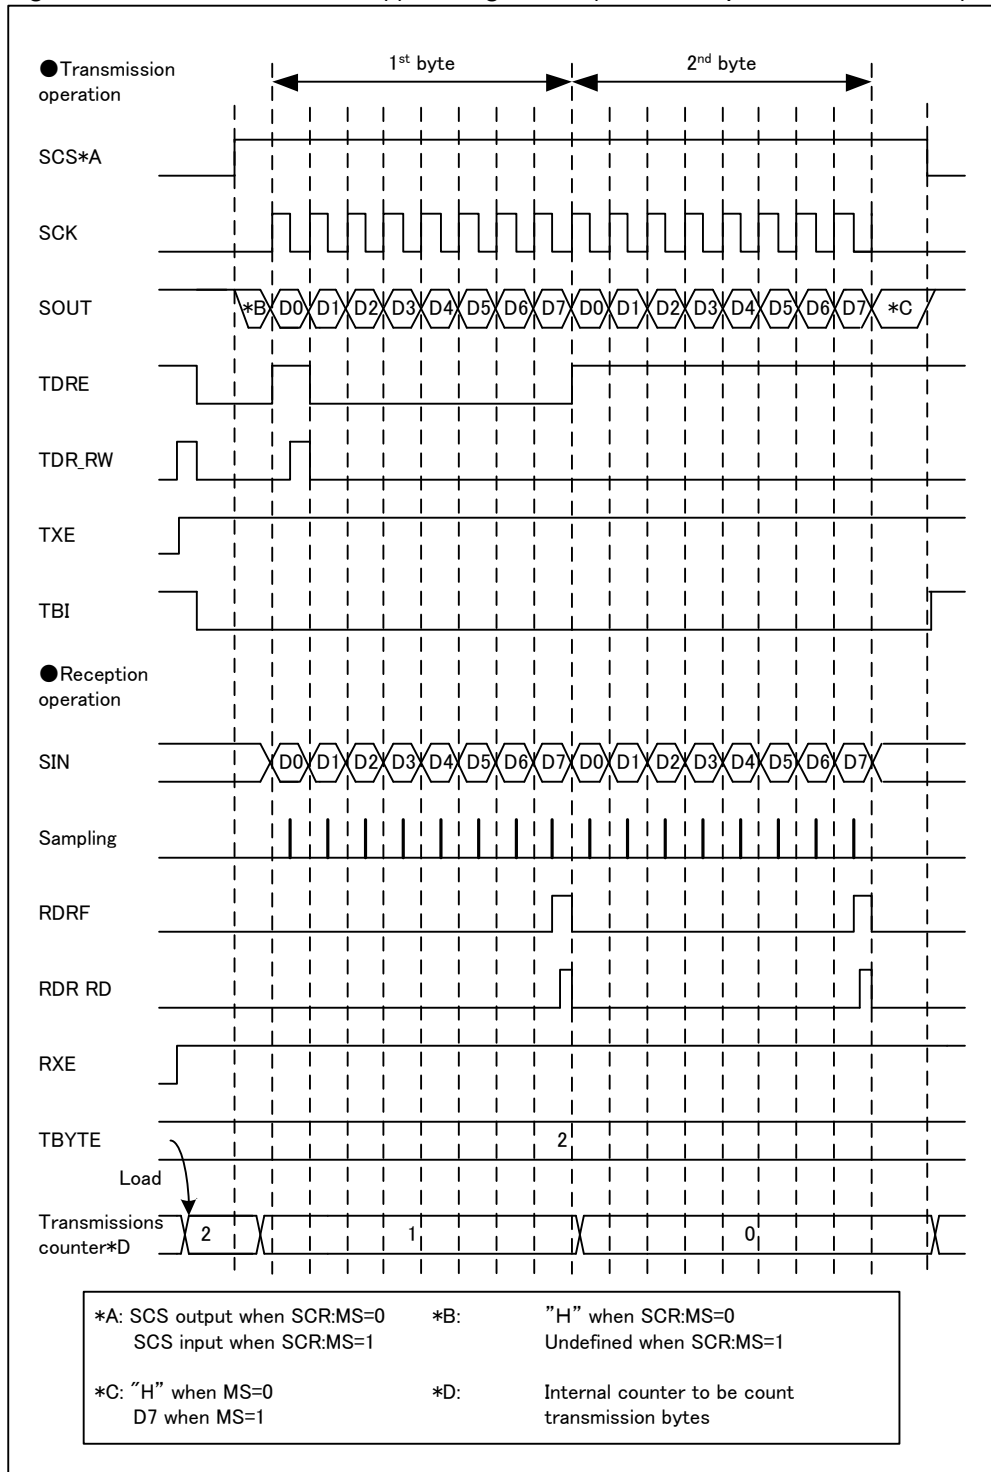 ●Transmission
operation
1st byte
2nd byte
SCS*A
SCK
SOUT
*B D0 D1 D2 D3 D4 D5 D6 D7 D0 D1 D2 D3 D4 D5 D6 D7 *C
TDRE
TDR_RW
TXE
TBI
●Reception
operation
SIN
D0 D1 D2 D3 D4 D5 D6 D7 D0 D1 D2 D3 D4 D5 D6 D7
Sampling
RDRF
RDR RD
RXE
TBYTE
2
Load
Transmissions
counter*D
2 1 0
*A: SCS output when SCR:MS=0
SCS input when SCR:MS=1
*B: "H" when SCR:MS=0
Undefined when SCR:MS=1
*C: "H" when MS=0
D7 when MS=1
*D: Internal counter to be count
transmission bytes